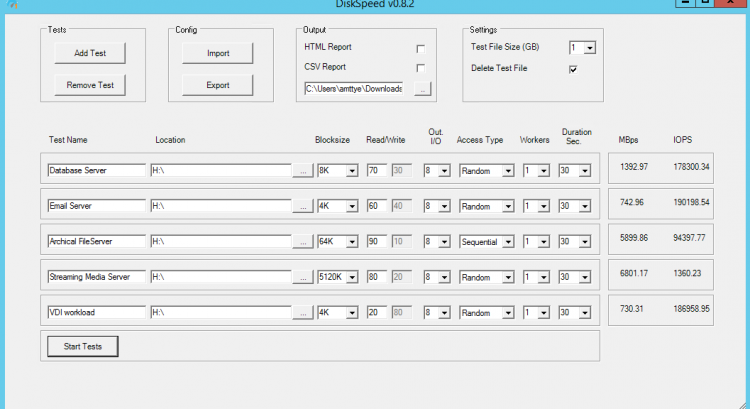 DiskSpeed v0.8.2
Tests Config Output Settings
Add Test Import HTML Report Test File Size (GB) 1
CSV Report Delete Test File
Remove Test Export C:\Users\amttye\Downloads ...
Test Name Location Blocksize Read/Write Out. I/O Access Type Workers Duration Sec. MBps IOPS
Database Server H:\ ... 8K 70 30 8 Random 1 30 1392.97 178300.34
Email Server H:\ ... 4K 60 40 8 Random 1 30 742.96 190198.54
Archical FileServer H:\ ... 64K 90 10 8 Sequential 1 30 5899.86 94397.77
Streaming Media Server H:\ ... 5120K 80 20 8 Random 1 30 6801.17 1360.23
VDI workload H:\ ... 4K 20 80 8 Random 1 30 730.31 186958.95
Start Tests